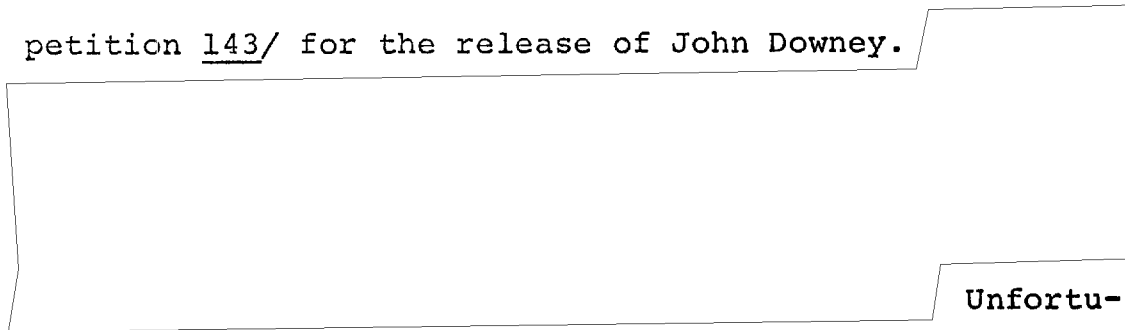 petition 143/ for the release of John Downey.
Unfortu-